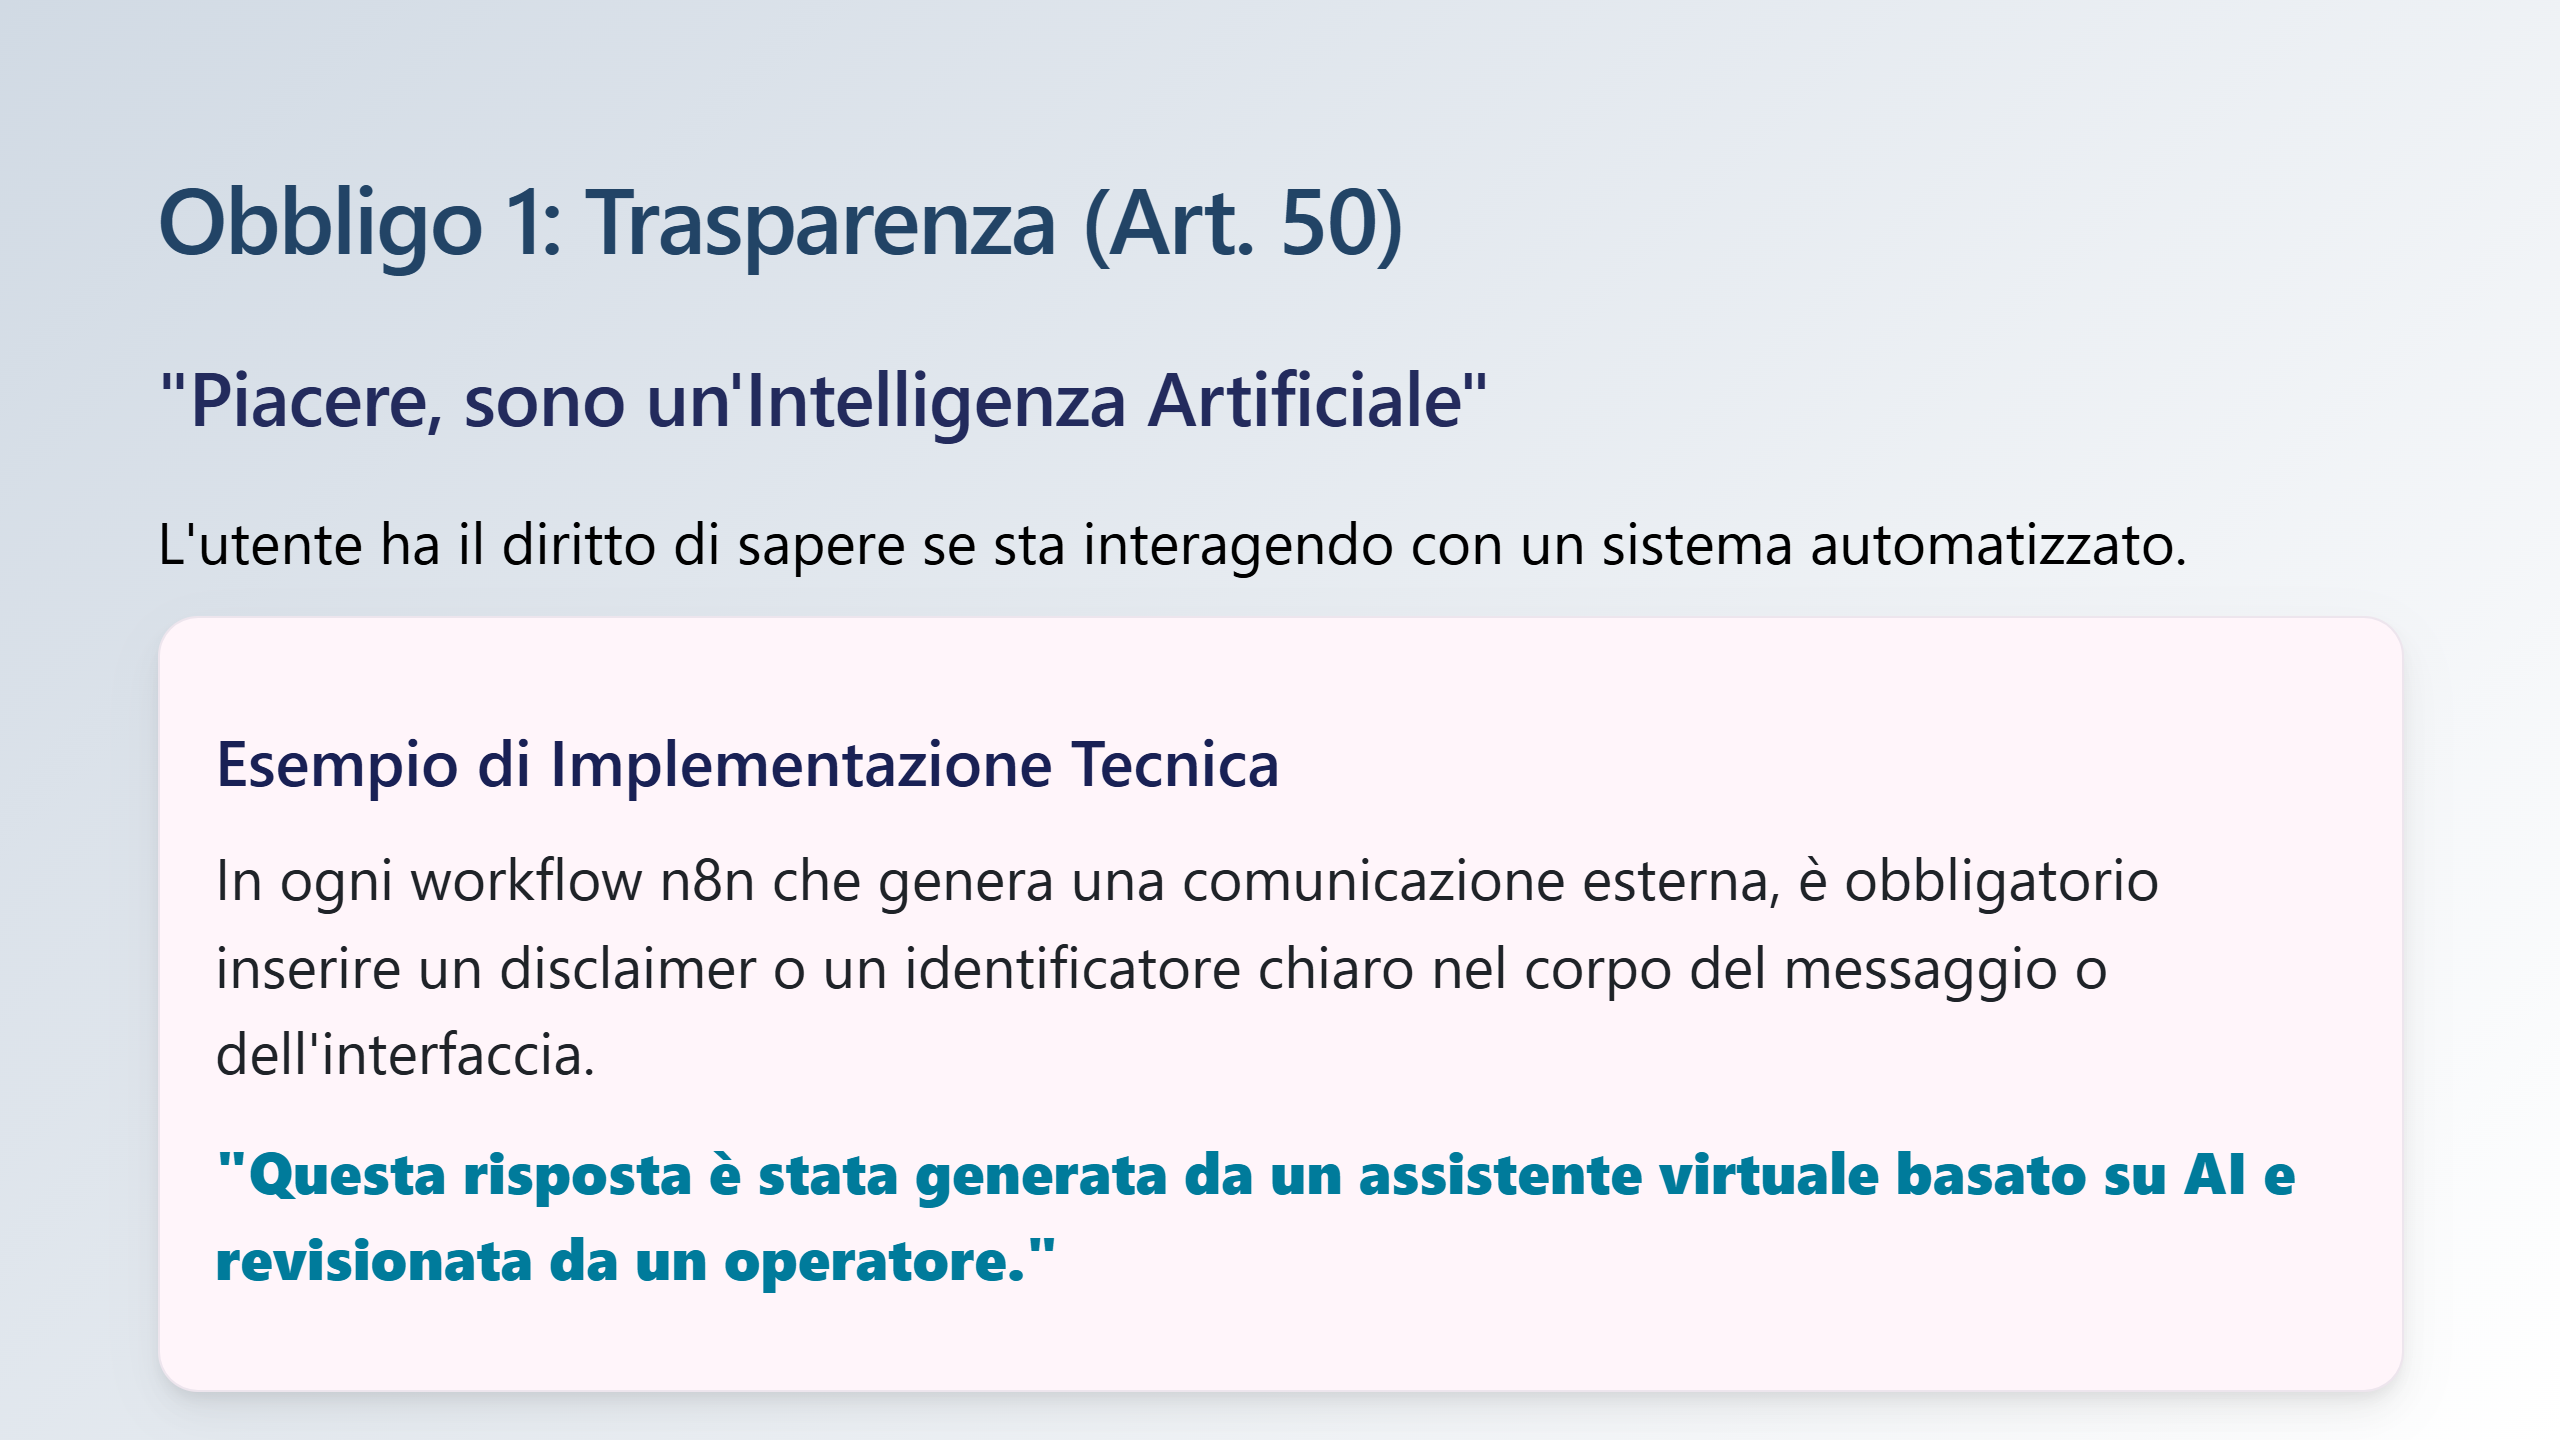 Obbligo 1: Trasparenza (Art. 50)
"Piacere, sono un'Intelligenza Artificiale"
L'utente ha il diritto di sapere se sta interagendo con un sistema automatizzato.
Esempio di Implementazione Tecnica
In ogni workflow n8n che genera una comunicazione esterna, è obbligatorio
inserire un disclaimer o un identificatore chiaro nel corpo del messaggio o
dell'interfaccia.
"Questa risposta è stata generata da un assistente virtuale basato su AI e
revisionata da un operatore."